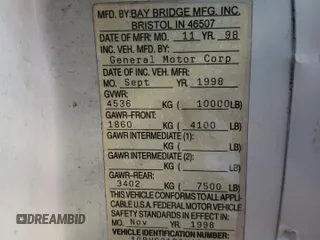 MFD. BY: BAY BRIDGE MFG. INC.
BRISTOL IN 46507
DATE OF MFR: MO. 11 YR. 98
INC. VEH. MF. BY:
General Motor Corp
DATE INC. VEH. MFD.
MO. Sept YR. 1998
GVWR:
4536 KG ( 10000LB)
GAWR-FRONT:
1860 KG ( 4100 LB)
GAWR INTERMEDIATE (1):
KG ( LB)
GAWR INTERMEDIATE (2):
KG ( LB)
GAWR-REAR:
3402 KG ( 7500 LB)
THIS VEHICLE CONFORMS TO ALL APPLI-
CABLE U.S. FEDERAL MOTOR VEHICLE
SAFETY STANDARDS IN EFFECT IN
MO. Nov YR. 1998
VEHICLE IDENTIFICATION NUMBER:
DREAMBID